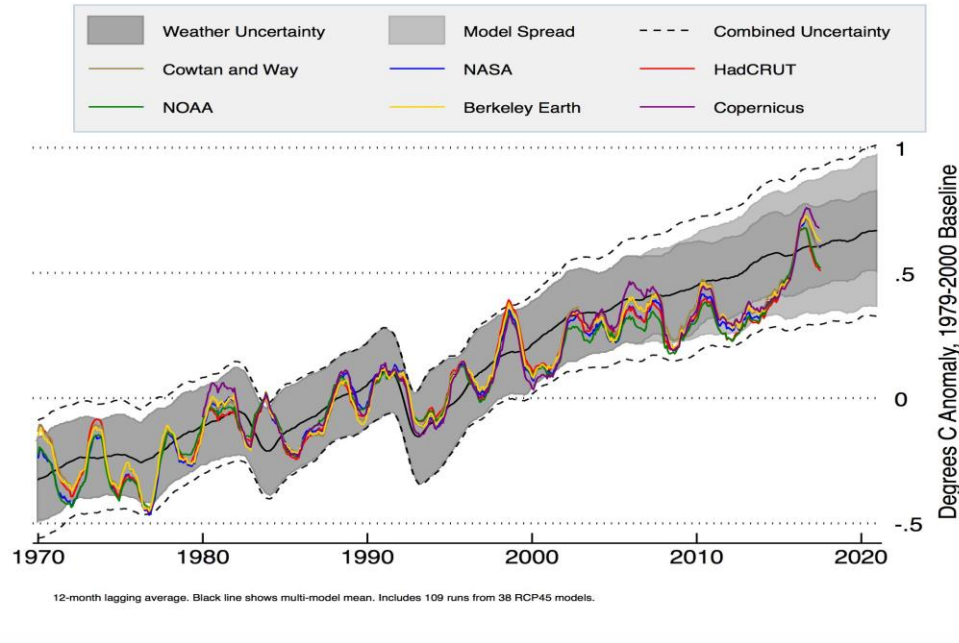 Weather Uncertainty Model Spread Combined Uncertainty
Cowtan and Way NASA HadCRUT
NOAA Berkeley Earth Copernicus
1
.5
0
-.5
Degrees C Anomaly, 1979-2000 Baseline
1970 1980 1990 2000 2010 2020
12-month lagging average. Black line shows multi-model mean. Includes 109 runs from 38 RCP45 models.